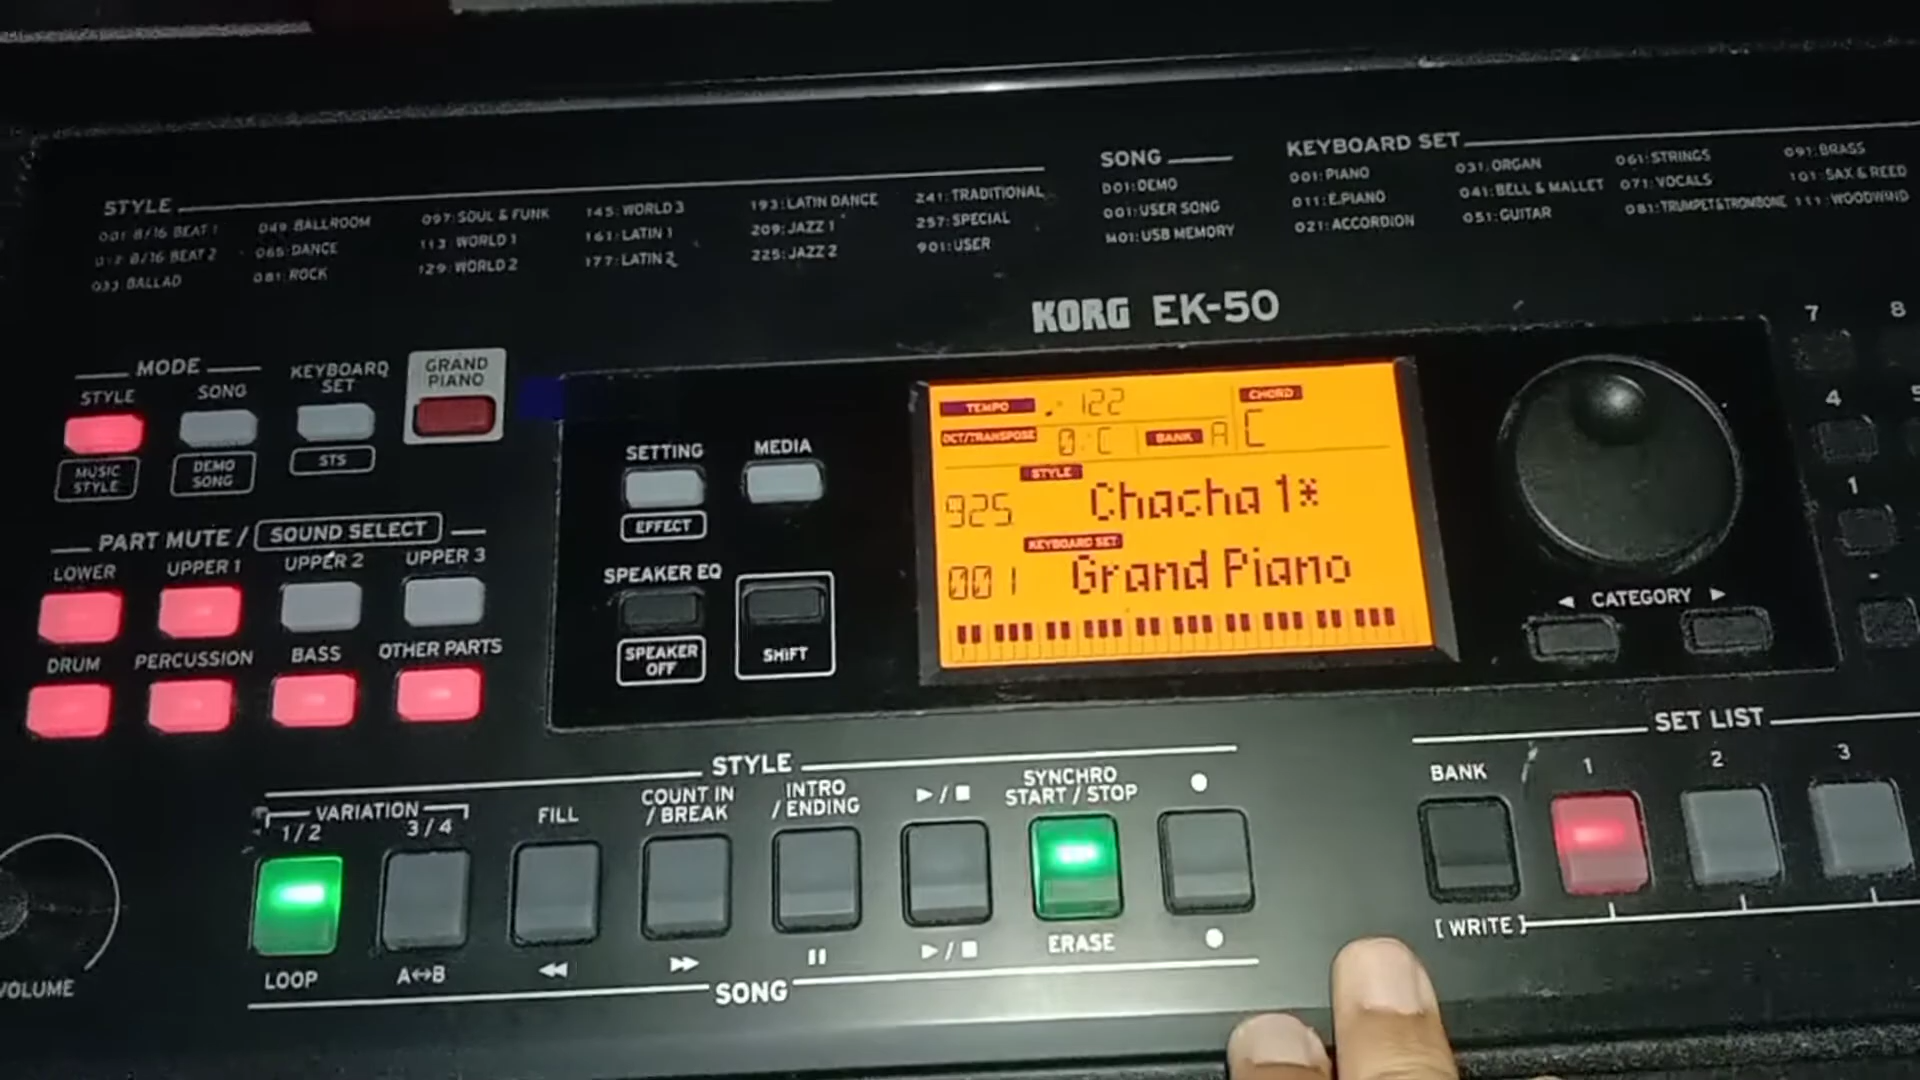 STYLE
001: 8/16 BEAT 1
017: 8/16 BEAT 2
033: BALLAD
049: BALLROOM
065: DANCE
081: ROCK
097: SOUL & FUNK
113: WORLD 1
129: WORLD 2
145: WORLD 3
161: LATIN 1
177: LATIN 2
193: LATIN DANCE
209: JAZZ 1
225: JAZZ 2
241: TRADITIONAL
257: SPECIAL
901: USER
SONG
D01: DEMO
001: USER SONG
M01: USB MEMORY
KEYBOARD SET
001: PIANO
011: E.PIANO
021: ACCORDION
031: ORGAN
041: BELL & MALLET
051: GUITAR
061: STRINGS
071: VOCALS
081: TRUMPET & TROMBONE
091: BRASS
101: SAX & REED
111: WOODWIND
KORG EK-50
MODE
STYLE
SONG
KEYBOARD SET
GRAND PIANO
MUSIC STYLE
DEMO SONG
STS
PART MUTE / SOUND SELECT
LOWER
UPPER 1
UPPER 2
UPPER 3
DRUM
PERCUSSION
BASS
OTHER PARTS
SETTING
MEDIA
EFFECT
SPEAKER EQ
SPEAKER OFF
SHIFT
TEMPO ♩: 122
CHORD
OCT/TRANSPOSE 0:C BANK A C
STYLE
925 Chacha 1*
KEYBOARD SET
001 Grand Piano
◀ CATEGORY ▶
7 8
4 5
1
-
STYLE
VARIATION
1/2
3/4
FILL
COUNT IN / BREAK
INTRO / ENDING
▶/■
SYNCHRO START / STOP
●
LOOP
A↔B
◀◀
▶▶
II
▶/■
ERASE
●
SONG
VOLUME
SET LIST
BANK
1
2
3
[ WRITE ]